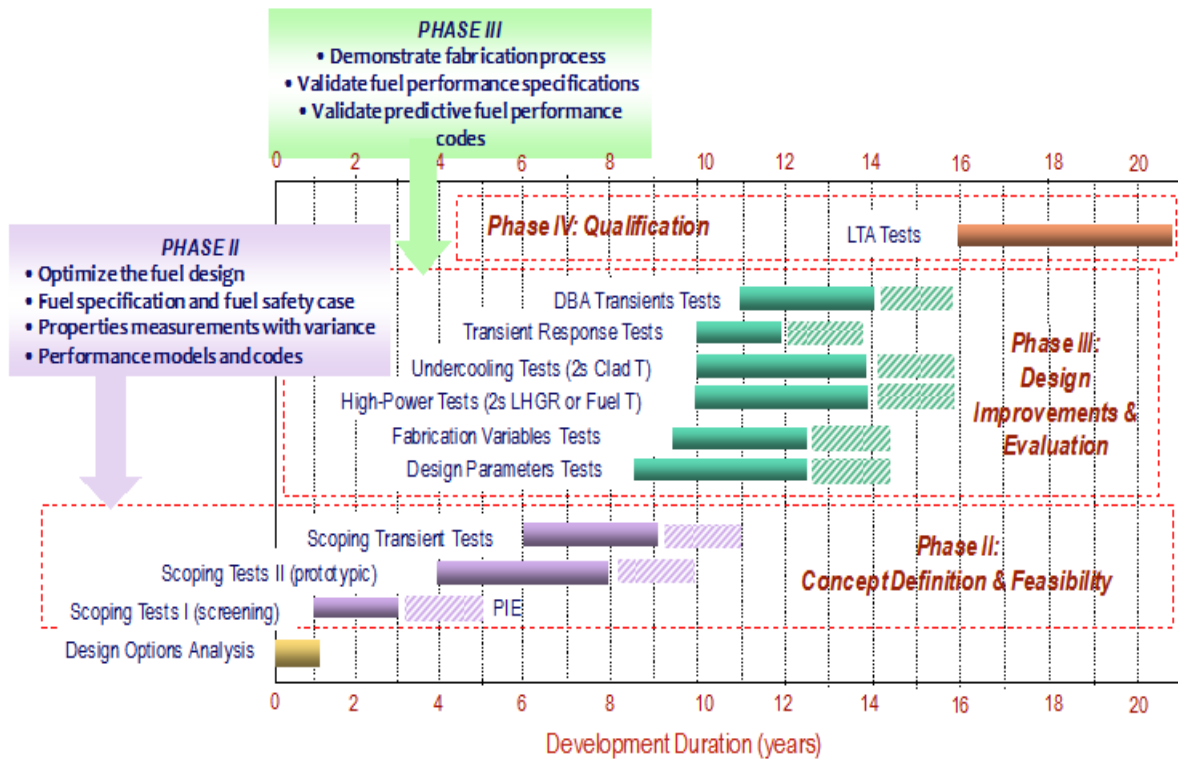 PHASE III
• Demonstrate fabrication process
• Validate fuel performance specifications
• Validate predictive fuel performance
codes
0 2 4 6 8 10 12 14 16 18 20
Phase IV: Qualification
LTA Tests
PHASE II
• Optimize the fuel design
• Fuel specification and fuel safety case
• Properties measurements with variance
• Performance models and codes
DBA Transients Tests
Transient Response Tests
Undercooling Tests (2s Clad T)
High-Power Tests (2s LHGR or Fuel T)
Fabrication Variables Tests
Design Parameters Tests
Phase III:
Design
Improvements &
Evaluation
Scoping Transient Tests
Scoping Tests II (prototypic)
Scoping Tests I (screening)
PIE
Phase II:
Concept Definition & Feasibility
Design Options Analysis
0 2 4 6 8 10 12 14 16 18 20
Development Duration (years)